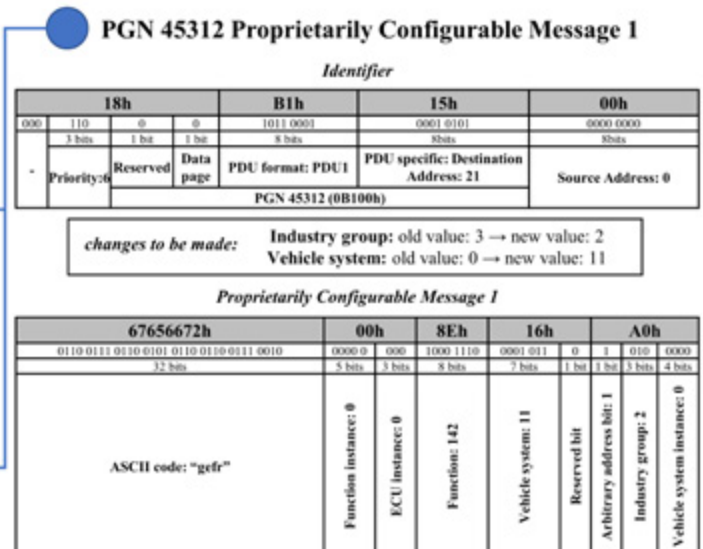 PGN 45312 Proprietarily Configurable Message 1
Identifier
18h B1h 15h 00h
000 110 0 0 1011 0001 0001 0101 0000 0000
3 bits 1 bit 1 bit 8 bits 8bits 8bits
- Priority:6 Reserved Data page PDU format: PDU1 PDU specific: Destination Address: 21 Source Address: 0
PGN 45312 (0B100h)
changes to be made:
Industry group: old value: 3 → new value: 2
Vehicle system: old value: 0 → new value: 11
Proprietarily Configurable Message 1
67656672h 00h 8Eh 16h A0h
0110 0111 0110 0101 0110 0110 0111 0010 0000 0 000 1000 1110 0001 011 0 1 010 0000
32 bits 5 bits 3 bits 8 bits 7 bits 1 bit 1 bit 3 bits 4 bits
ASCII code: "gefr"
Function instance: 0
ECU instance: 0
Function: 142
Vehicle system: 11
Reserved bit
Arbitrary address bit: 1
Industry group: 2
Vehicle system instance: 0